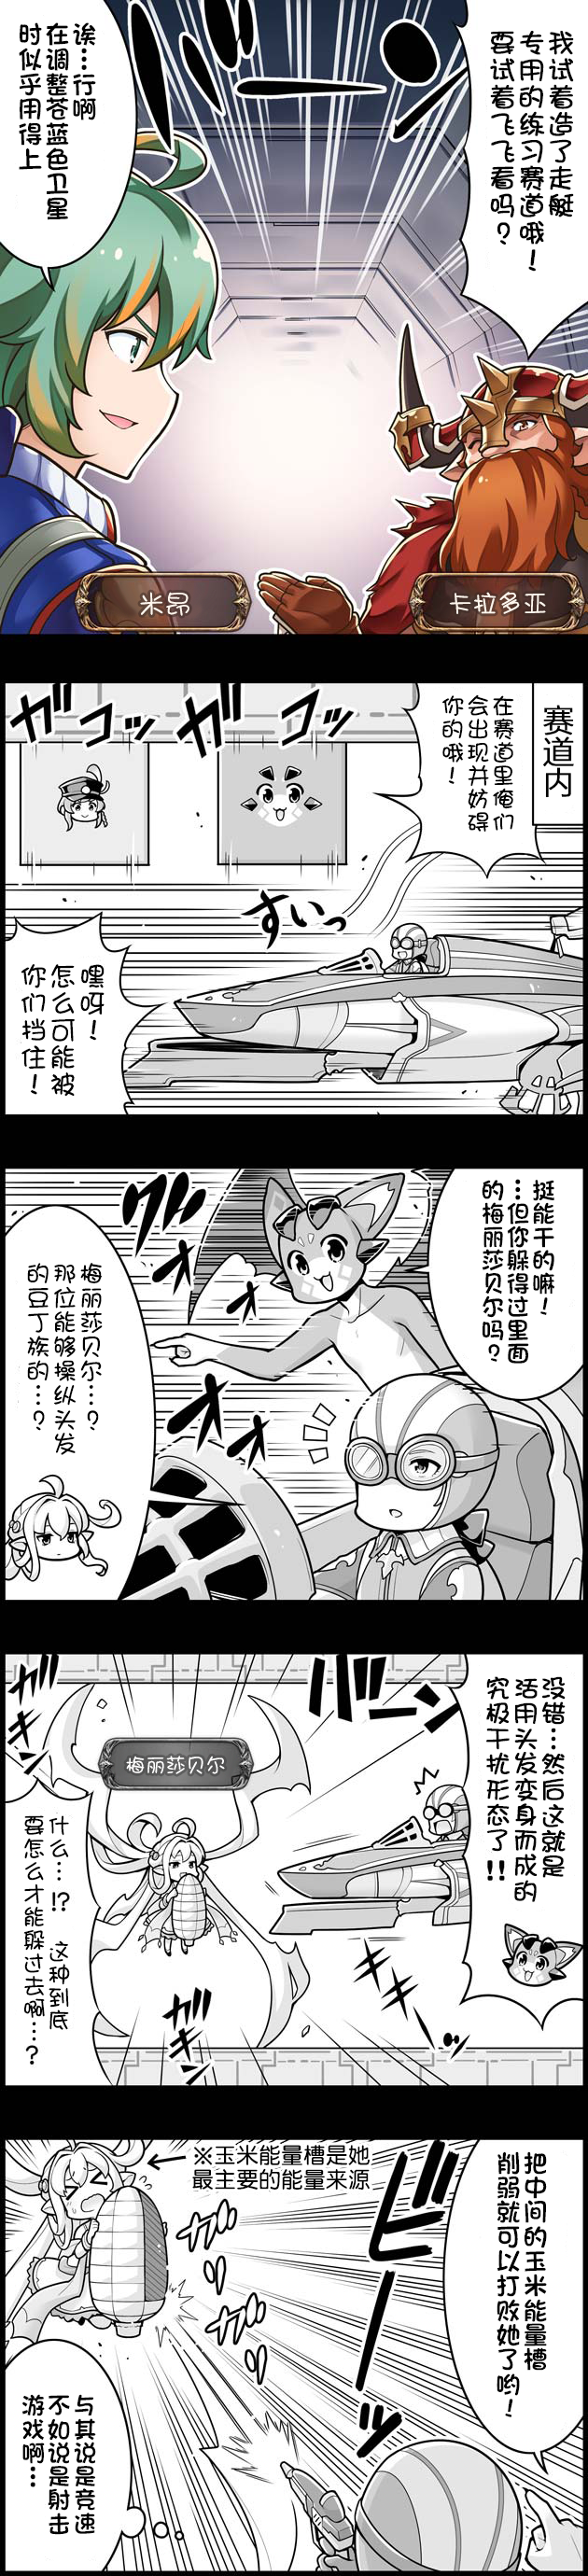 我试着造了走艇
专用的练习赛道哦！
要试着飞飞看吗？
诶…行啊
在调整苍蓝色卫星
时似乎用得上
米昂
卡拉多亚
赛道内
在赛道里俺们
会出现并妨碍
你的哦！
ガコッ
ガコッ
すいっ
嘿呀！
怎么可能被
你们挡住！
挺能干的嘛！
…但你躲得过里面
的梅丽莎贝尔吗？
梅丽莎贝尔…？
那位能够操纵头发
的豆丁族的…？
没错…然后这就是
活用头发变身而成的
究极干扰形态了!!
バーン
梅丽莎贝尔
キキーッ
什么…!? 这种到底
要怎么才能躲过去啊…？
把中间的玉米能量槽
削弱就可以打败她了哟！
※玉米能量槽是她
最主要的能量来源
ビーッ
ガリ
ガリ
与其说是竞速
不如说是射击
游戏啊…